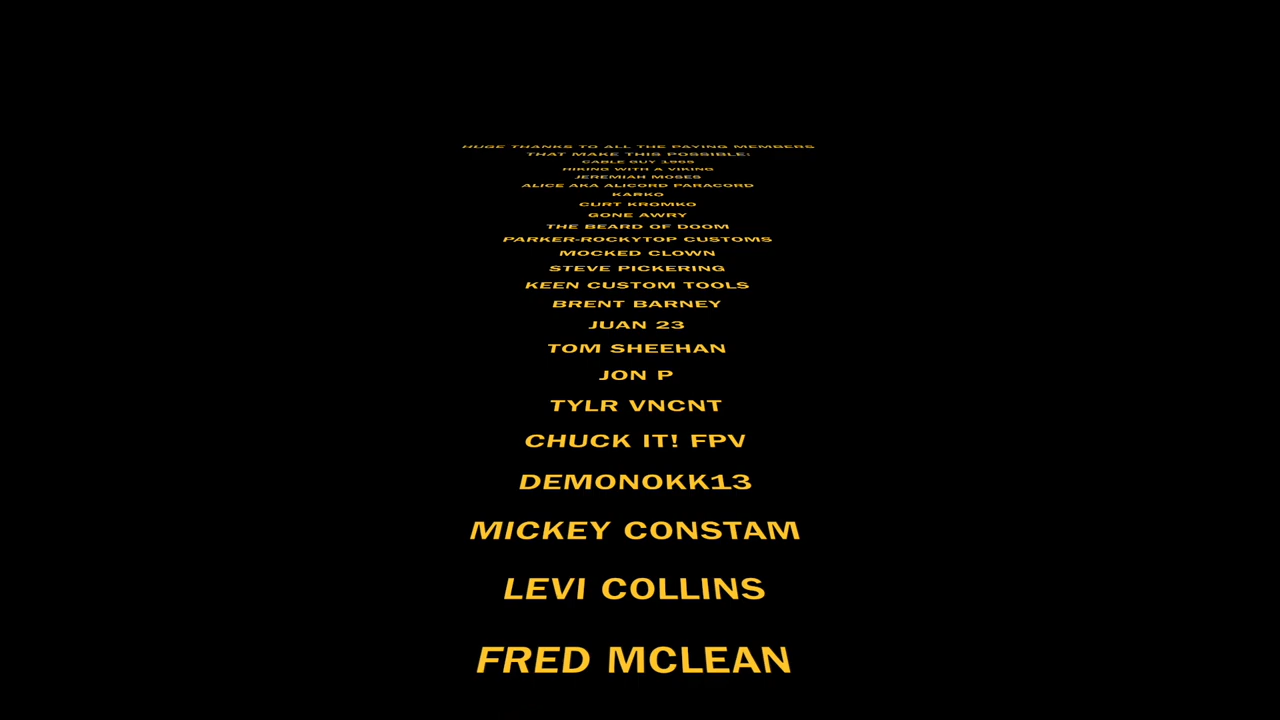 HUGE THANKS TO ALL THE PAYING MEMBERS
THAT MAKE THIS POSSIBLE:
CABLE GUY 1965
HIKING WITH A VIKING
JEREMIAH MOSES
ALICE AKA ALICORD PARACORD
KARKO
CURT KROMKO
GONE AWRY
THE BEARD OF DOOM
PARKER-ROCKYTOP CUSTOMS
MOCKED CLOWN
STEVE PICKERING
KEEN CUSTOM TOOLS
BRENT BARNEY
JUAN 23
TOM SHEEHAN
JON P
TYLR VNCNT
CHUCK IT! FPV
DEMONOKK13
MICKEY CONSTAM
LEVI COLLINS
FRED MCLEAN